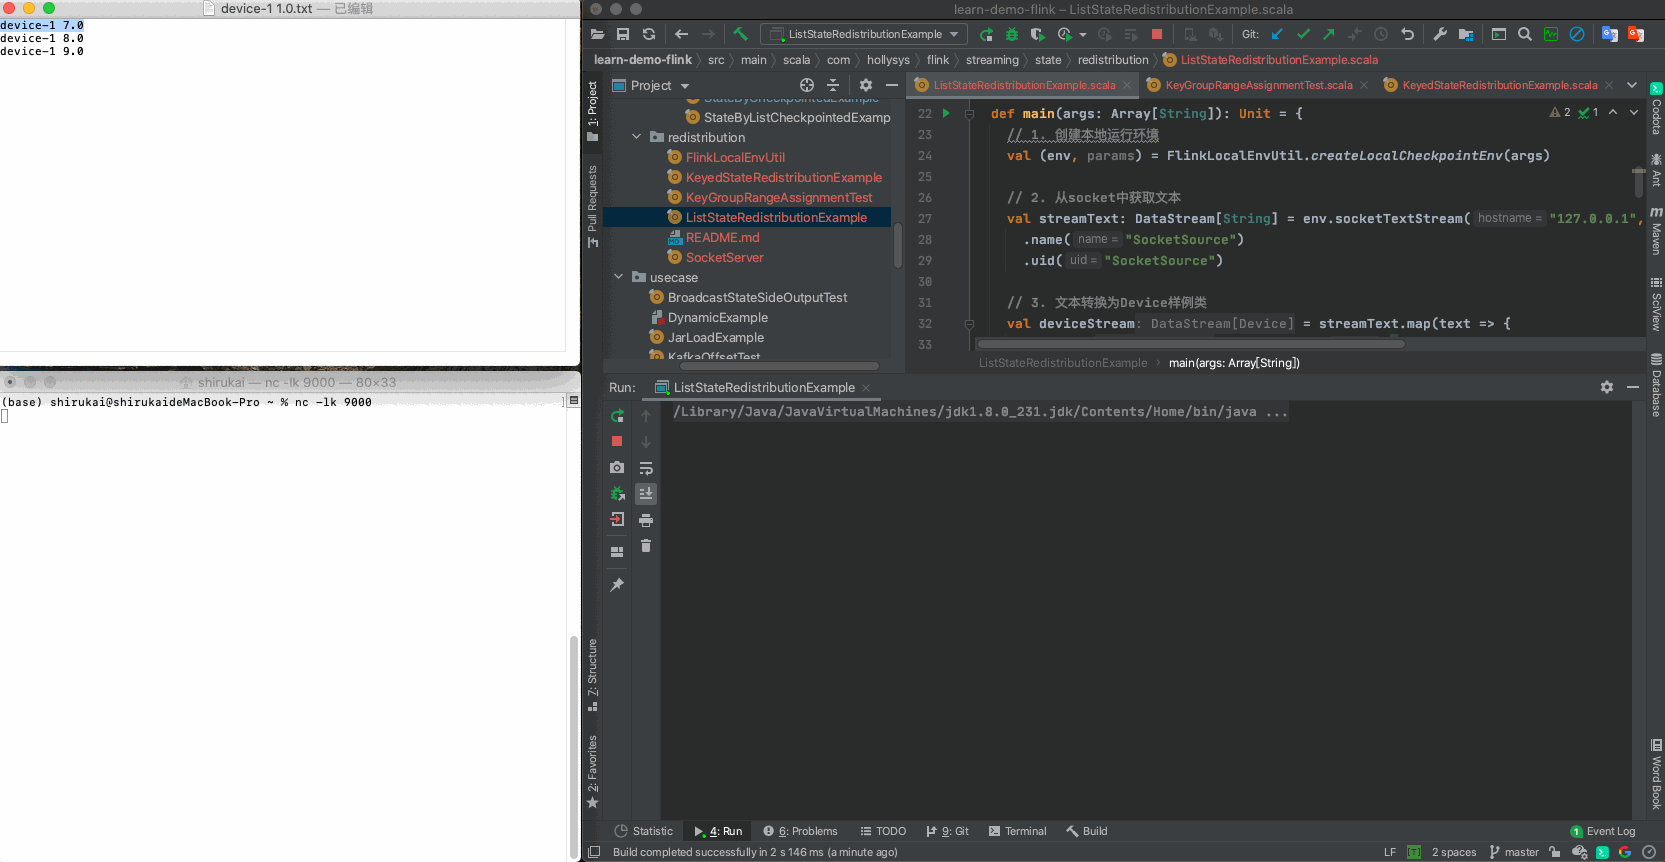 device-1 1.0.txt — 已编辑
device-1 7.0
device-1 8.0
device-1 9.0
shirukai — nc -lk 9000 — 80×33
(base) shirukai@shirukaideMacBook-Pro ~ % nc -lk 9000
learn-demo-flink – ListStateRedistributionExample.scala
ListStateRedistributionExample
Git:
learn-demo-flink 〉 src 〉 main 〉 scala 〉 com 〉 hollysys 〉 flink 〉 streaming 〉 state 〉 redistribution 〉 ListStateRedistributionExample.scala
1: Project
Pull Requests
7: Structure
2: Favorites
Project
StateByCheckpointedExample
StateByListCheckpointedExamp
redistribution
FlinkLocalEnvUtil
KeyedStateRedistributionExample
KeyGroupRangeAssignmentTest
ListStateRedistributionExample
README.md
SocketServer
usecase
BroadcastStateSideOutputTest
DynamicExample
JarLoadExample
KafkaOffsetTest
ListStateRedistributionExample.scala
KeyGroupRangeAssignmentTest.scala
KeyedStateRedistributionExample.scala
2 1
22 def main(args: Array[String]): Unit = {
23 // 1. 创建本地运行环境
24 val (env, params) = FlinkLocalEnvUtil.createLocalCheckpointEnv(args)
25
26 // 2. 从socket中获取文本
27 val streamText: DataStream[String] = env.socketTextStream( hostname = "127.0.0.1",
28 .name( name = "SocketSource")
29 .uid( uid = "SocketSource")
30
31 // 3. 文本转换为Device样例类
32 val deviceStream: DataStream[Device] = streamText.map(text => {
33
ListStateRedistributionExample › main(args: Array[String])
Codota
Ant
Maven
SciView
Database
Word Book
Run: ListStateRedistributionExample
/Library/Java/JavaVirtualMachines/jdk1.8.0_231.jdk/Contents/Home/bin/java ...
Statistic 4: Run 6: Problems TODO 9: Git Terminal Build 1 Event Log
Build completed successfully in 2 s 146 ms (a minute ago) LF 2 spaces master